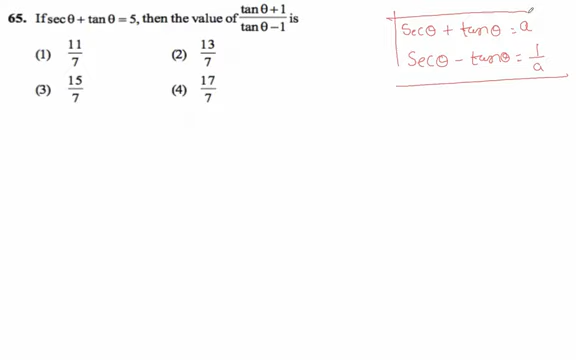 65. If sec θ + tan θ = 5, then the value of (tan θ + 1)/(tan θ − 1) is
(1) 11/7 (2) 13/7
(3) 15/7 (4) 17/7
secθ + tanθ = a
secθ − tanθ = 1/a